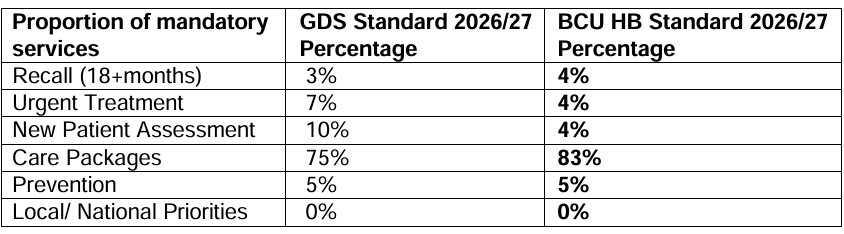 Proportion of mandatory services GDS Standard 2026/27 Percentage BCU HB Standard 2026/27 Percentage
Recall (18+months) 3% 4%
Urgent Treatment 7% 4%
New Patient Assessment 10% 4%
Care Packages 75% 83%
Prevention 5% 5%
Local/ National Priorities 0% 0%